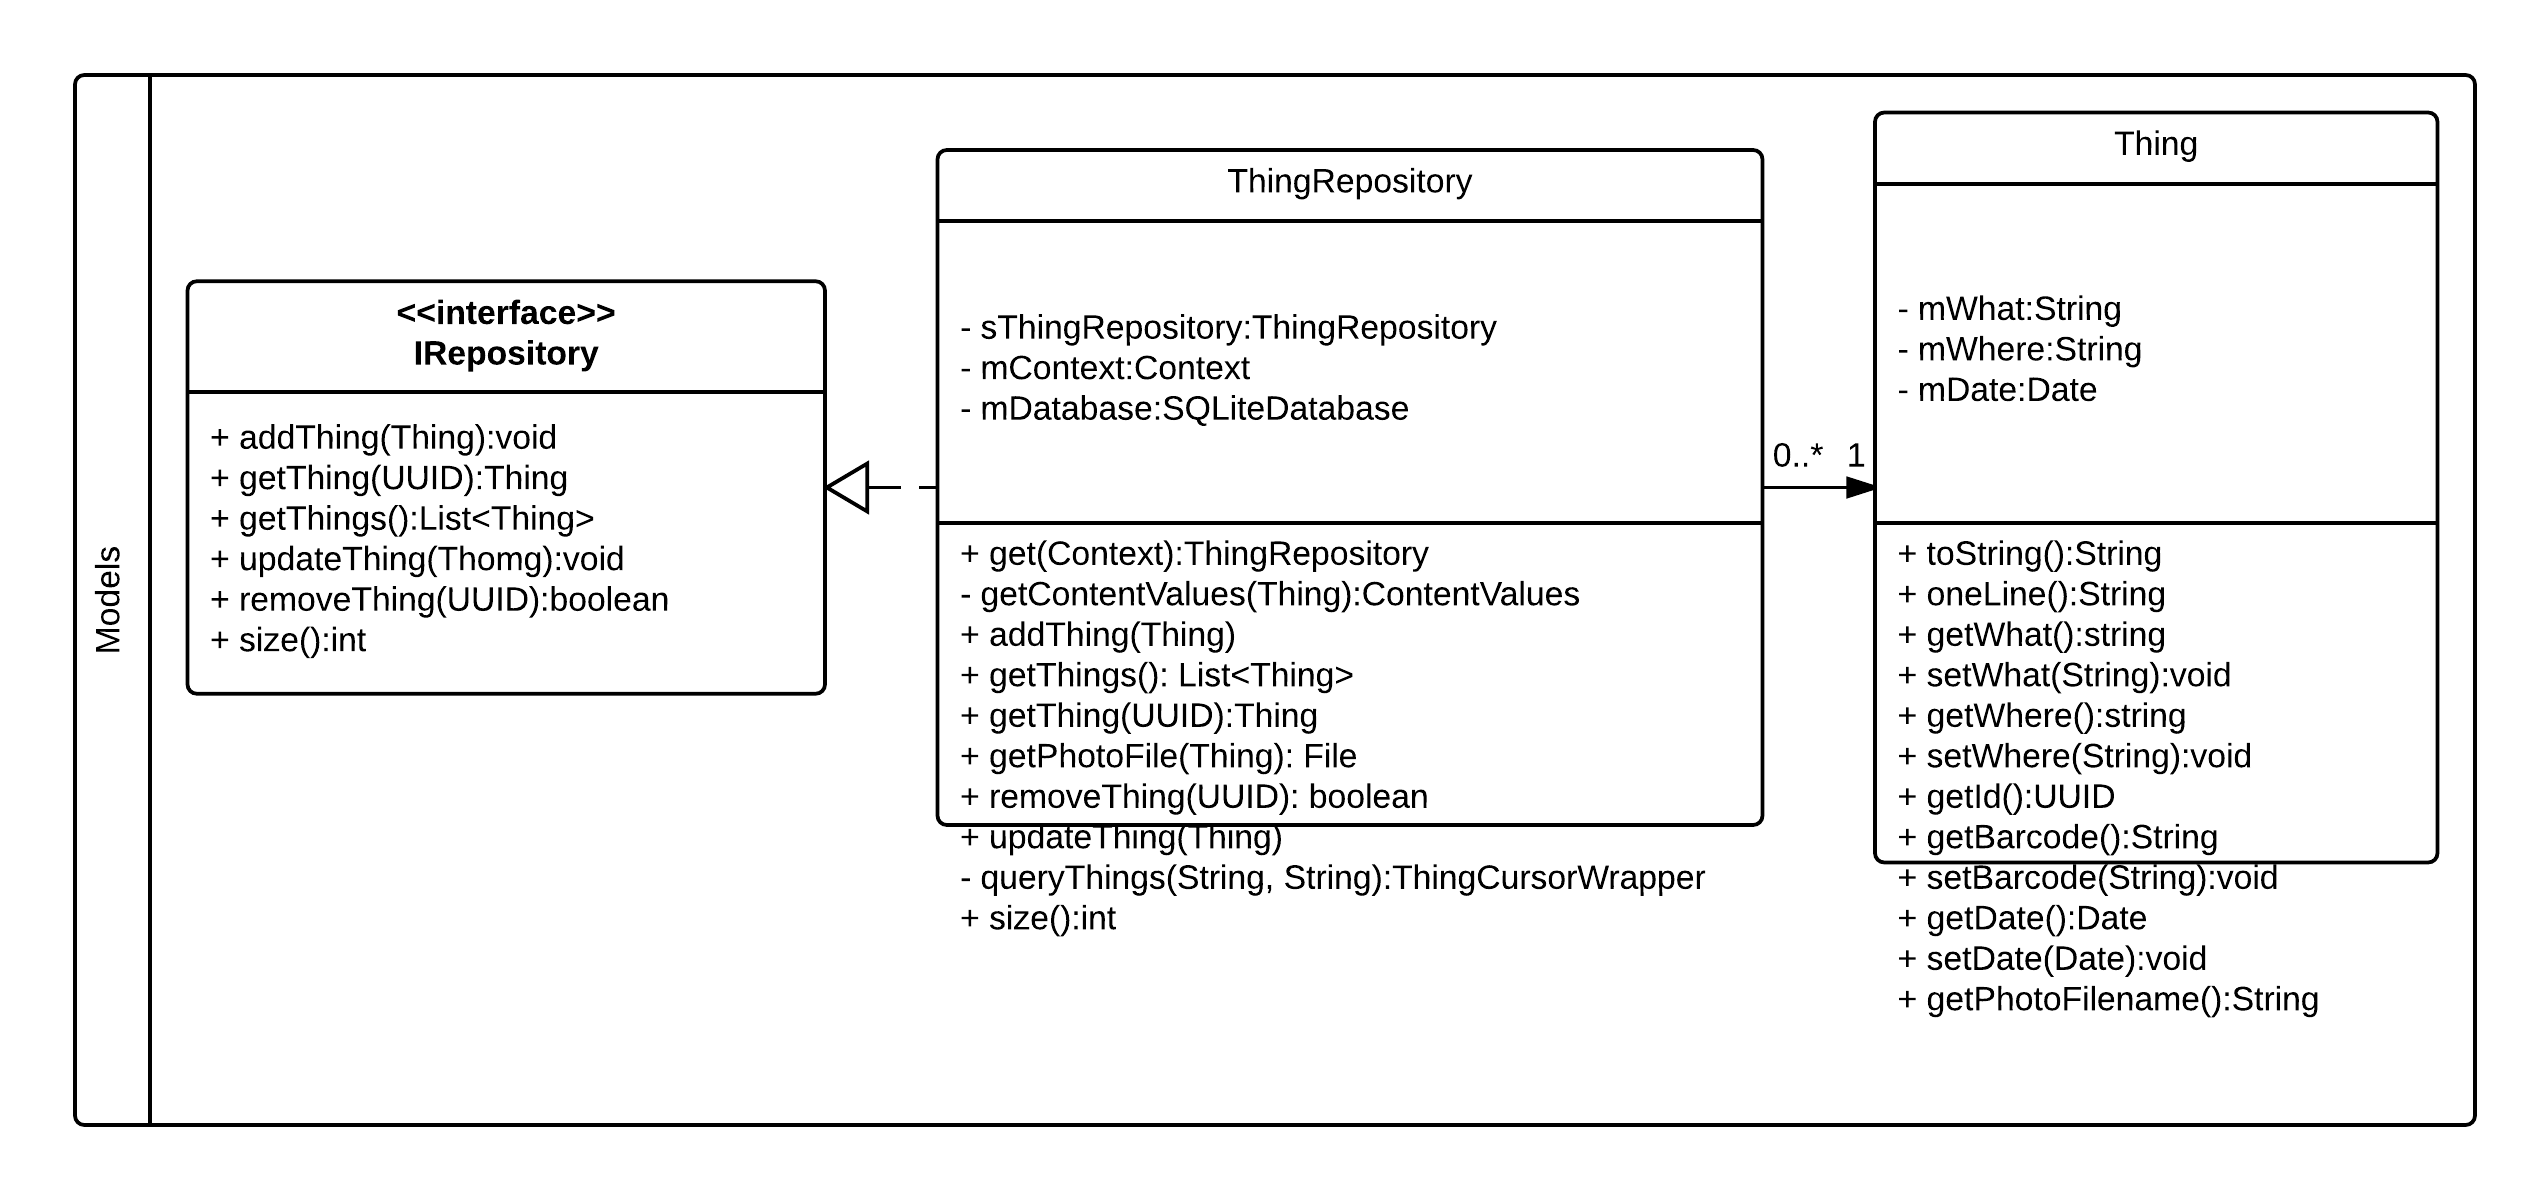 Models
<<interface>>
IRepository
+ addThing(Thing):void
+ getThing(UUID):Thing
+ getThings():List<Thing>
+ updateThing(Thomg):void
+ removeThing(UUID):boolean
+ size():int
ThingRepository
- sThingRepository:ThingRepository
- mContext:Context
- mDatabase:SQLiteDatabase
+ get(Context):ThingRepository
- getContentValues(Thing):ContentValues
+ addThing(Thing)
+ getThings(): List<Thing>
+ getThing(UUID):Thing
+ getPhotoFile(Thing): File
+ removeThing(UUID): boolean
+ updateThing(Thing)
- queryThings(String, String):ThingCursorWrapper
+ size():int
0..* 1
Thing
- mWhat:String
- mWhere:String
- mDate:Date
+ toString():String
+ oneLine():String
+ getWhat():string
+ setWhat(String):void
+ getWhere():string
+ setWhere(String):void
+ getId():UUID
+ getBarcode():String
+ setBarcode(String):void
+ getDate():Date
+ setDate(Date):void
+ getPhotoFilename():String